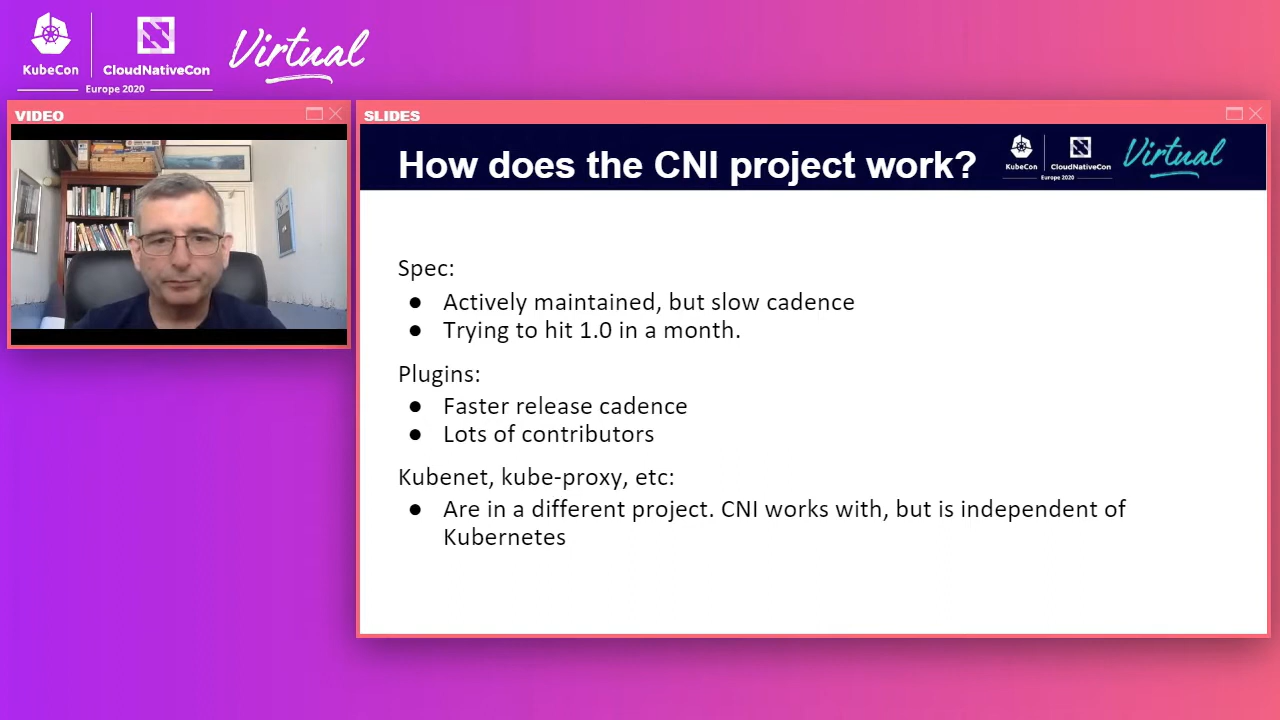 KubeCon
CloudNativeCon
Europe 2020
Virtual
VIDEO
SLIDES
How does the CNI project work?
KubeCon
CloudNativeCon
Europe 2020
Virtual
Spec:
● Actively maintained, but slow cadence
● Trying to hit 1.0 in a month.
Plugins:
● Faster release cadence
● Lots of contributors
Kubenet, kube-proxy, etc:
● Are in a different project. CNI works with, but is independent of
Kubernetes